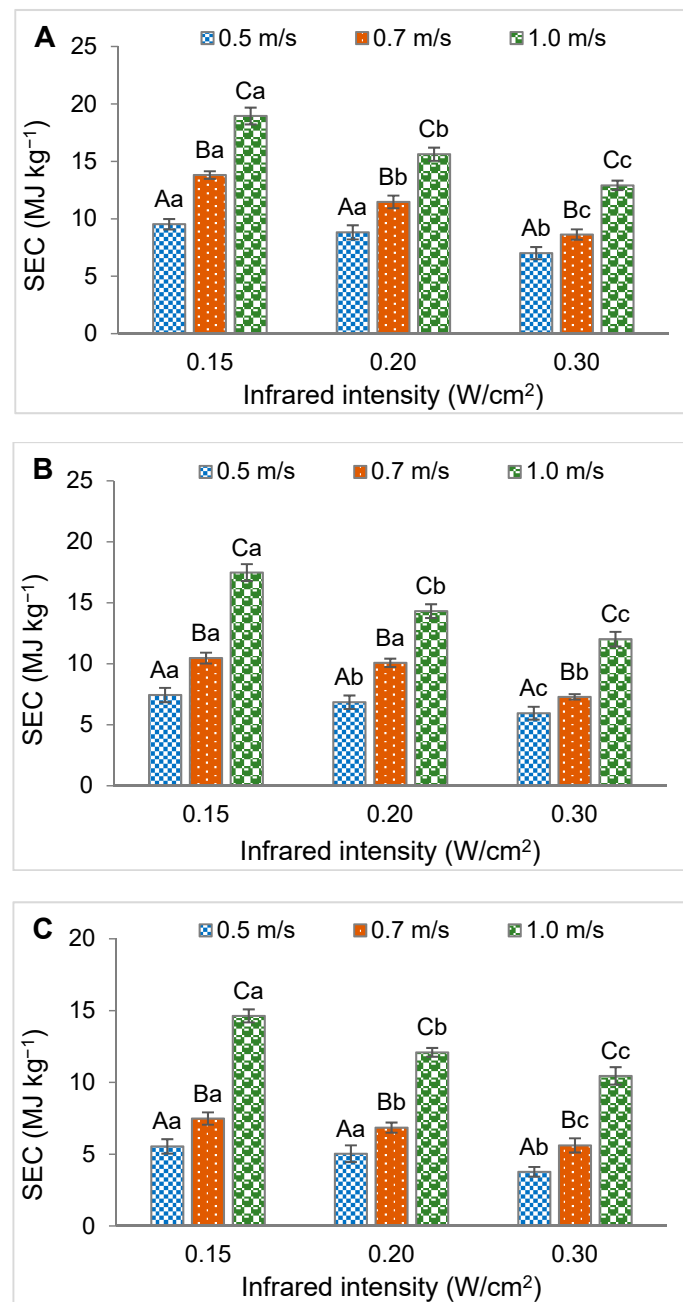 A 0.5 m/s 0.7 m/s 1.0 m/s
25
20
15
10
5
0
SEC (MJ kg⁻¹)
Aa Ba Ca Aa Bb Cb Ab Bc Cc
0.15 0.20 0.30
Infrared intensity (W/cm²)
B 0.5 m/s 0.7 m/s 1.0 m/s
25
20
15
10
5
0
SEC (MJ kg⁻¹)
Aa Ba Ca Ab Ba Cb Ac Bb Cc
0.15 0.20 0.30
Infrared intensity (W/cm²)
C 0.5 m/s 0.7 m/s 1.0 m/s
20
15
10
5
0
SEC (MJ kg⁻¹)
Aa Ba Ca Aa Bb Cb Ab Bc Cc
0.15 0.20 0.30
Infrared intensity (W/cm²)